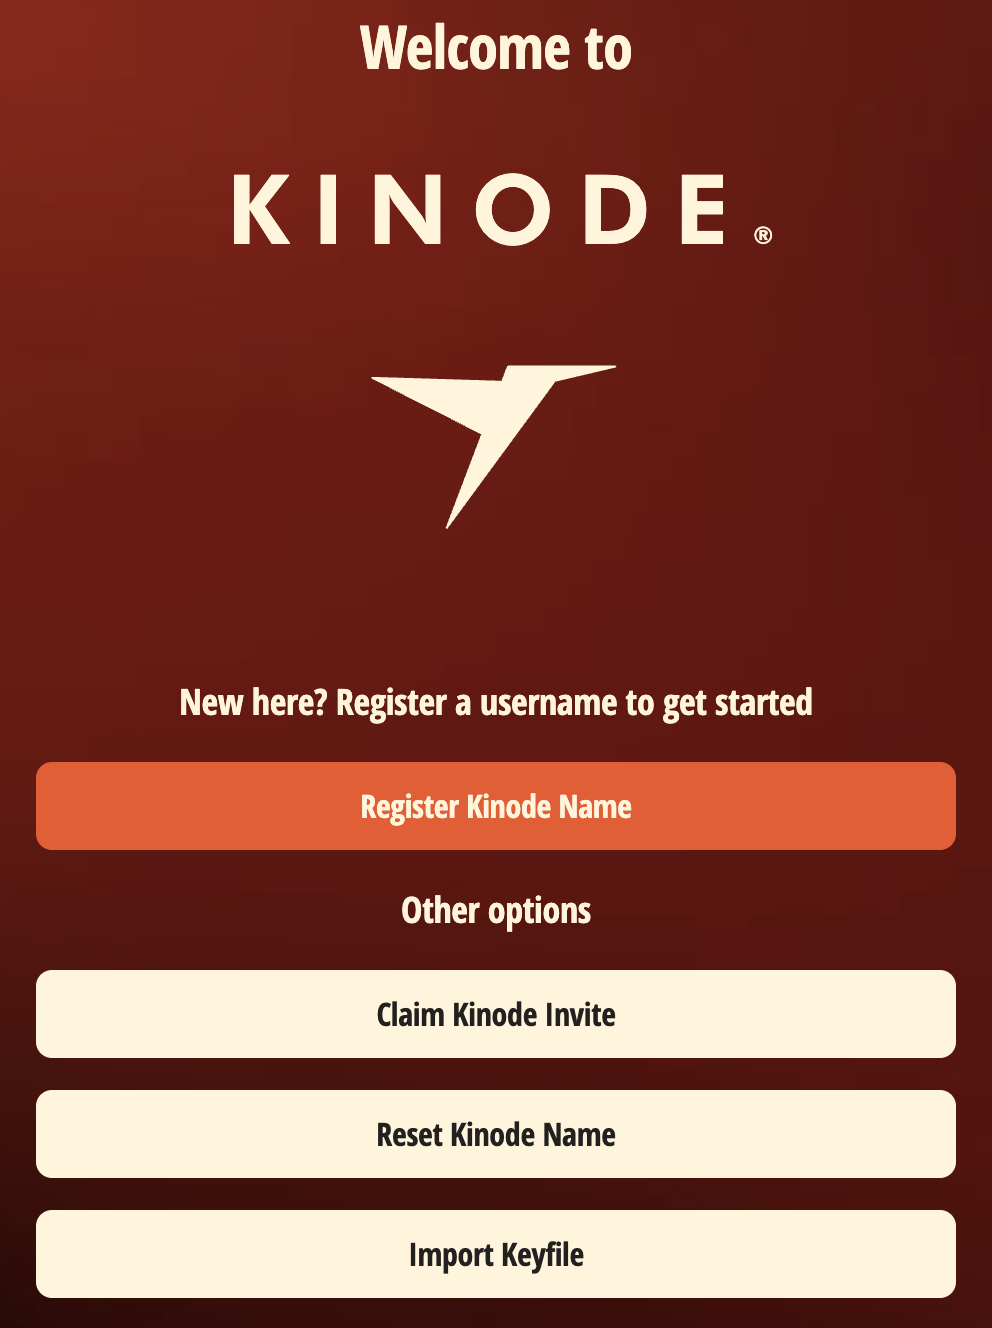 Welcome to
KINODE®
New here? Register a username to get started
Register Kinode Name
Other options
Claim Kinode Invite
Reset Kinode Name
Import Keyfile